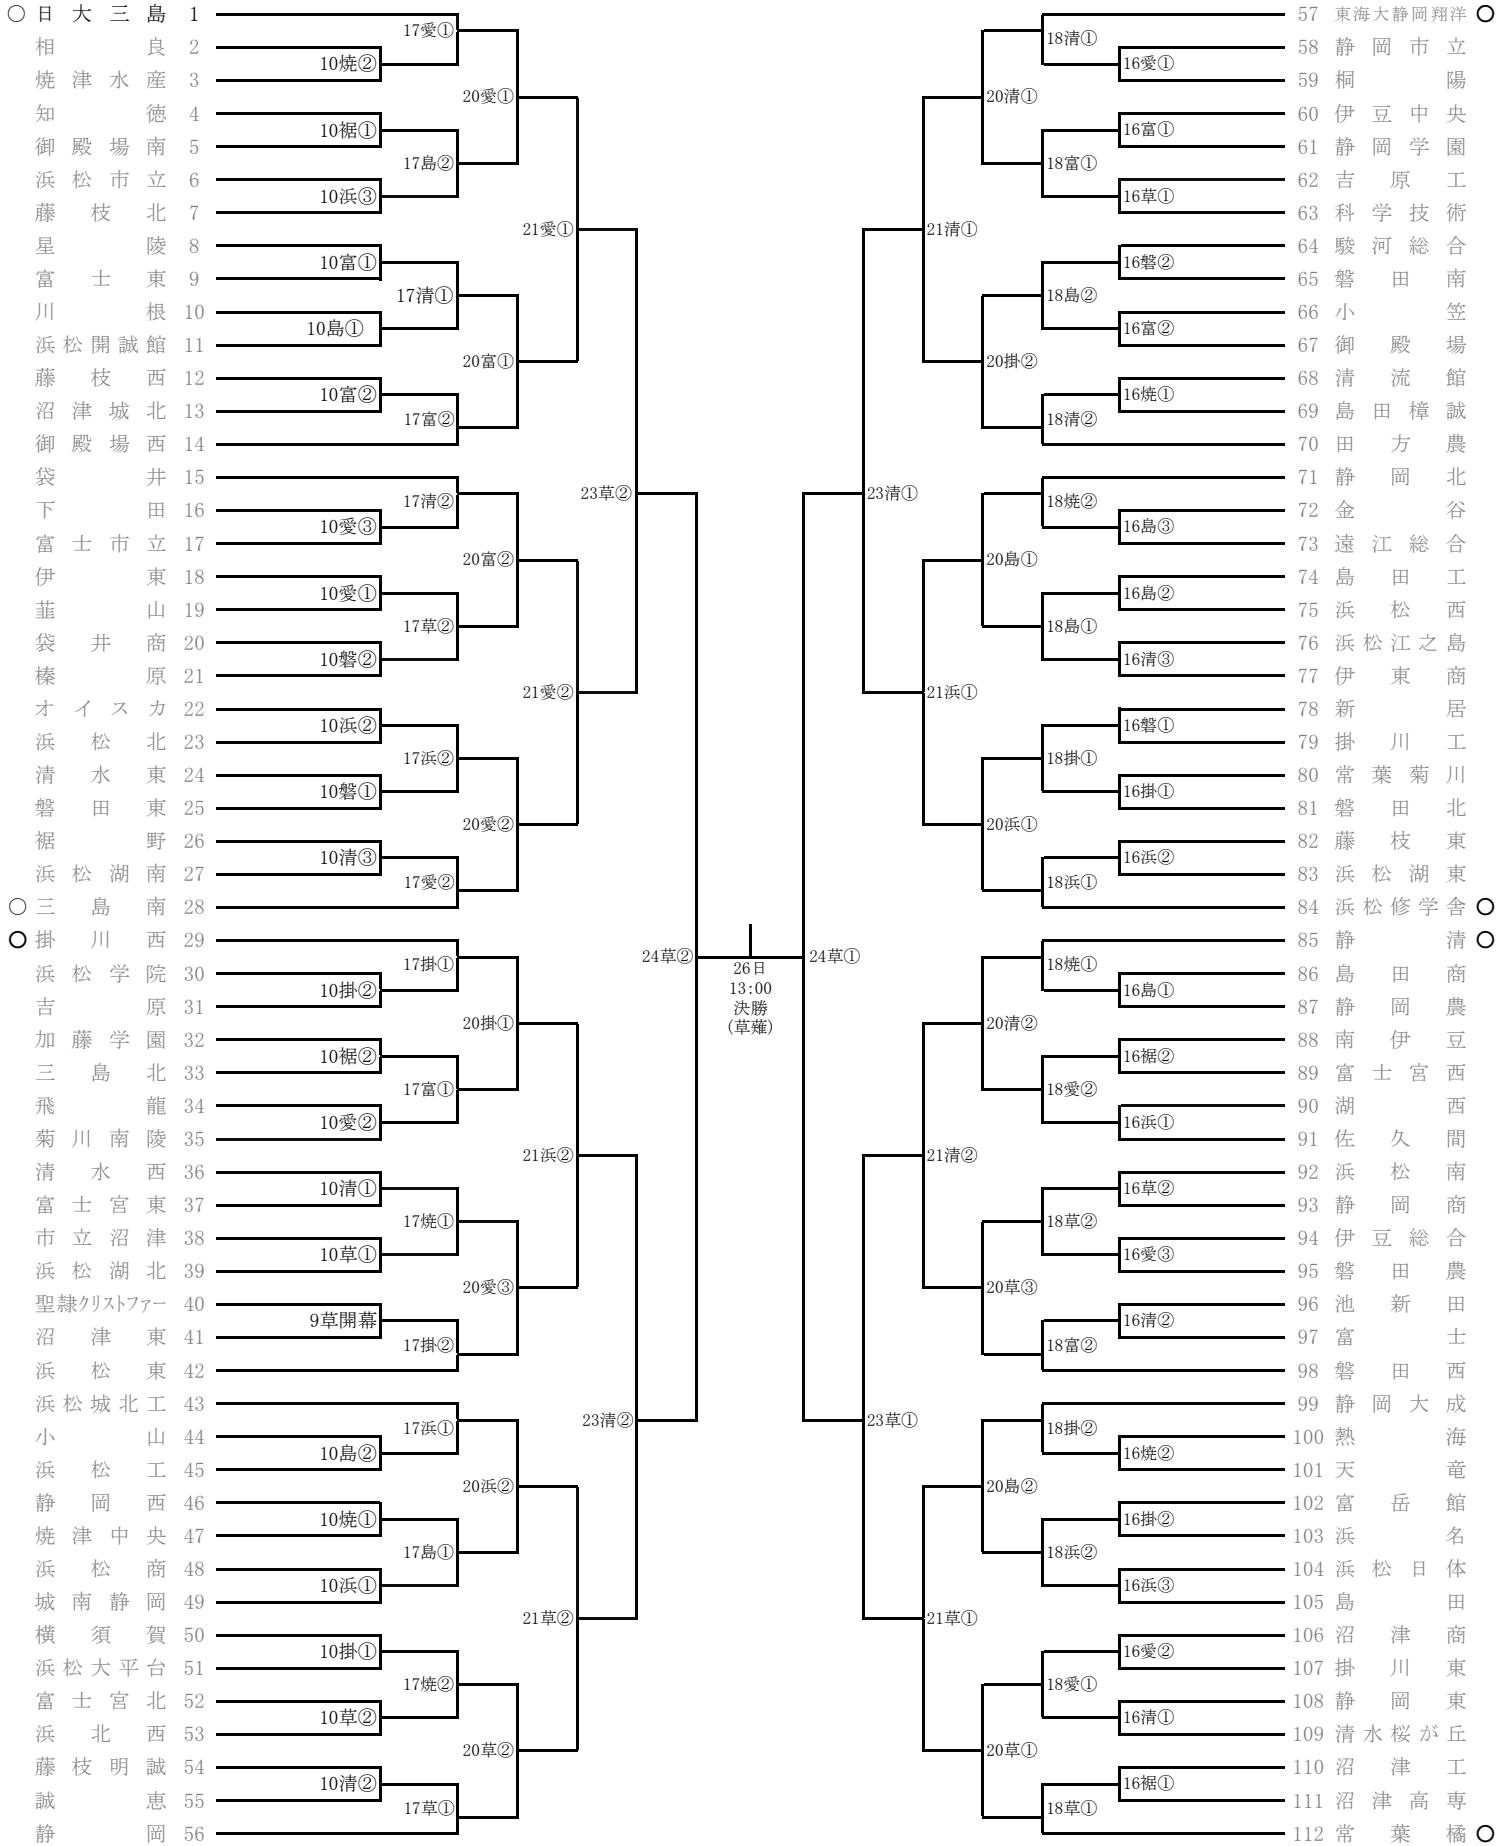 ○ 日大三島 1
相良 2
焼津水産 3
知徳 4
御殿場南 5
浜松市立 6
藤枝北 7
星陵 8
富士東 9
川根 10
浜松開誠館 11
藤枝西 12
沼津城北 13
御殿場西 14
袋井 15
下田 16
富士市立 17
伊東 18
韮山 19
袋井商 20
榛原 21
オイスカ 22
浜松北 23
清水東 24
磐田東 25
裾野 26
浜松湖南 27
○ 三島南 28
○ 掛川西 29
浜松学院 30
吉原 31
加藤学園 32
三島北 33
飛龍 34
菊川南陵 35
清水西 36
富士宮東 37
市立沼津 38
浜松湖北 39
聖隷クリストファー 40
沼津東 41
浜松東 42
浜松城北工 43
小山 44
浜松工 45
静岡西 46
焼津中央 47
浜松商 48
城南静岡 49
横須賀 50
浜松大平台 51
富士宮北 52
浜北西 53
藤枝明誠 54
誠恵 55
静岡 56
10焼②
10裾①
10浜③
10富①
10島①
10富②
10愛③
10愛①
10磐②
10浜②
10磐①
10清③
10掛②
10裾②
10愛②
10清①
10草①
9草開幕
10島②
10焼①
10浜①
10掛①
10草②
10清②
17愛①
17島②
17清①
17富②
17清②
17草②
17浜②
17愛②
17掛①
17富①
17焼①
17掛②
17浜①
17島①
17焼②
17草①
20愛①
20富①
20富②
20愛②
20掛①
20愛③
20浜②
20草②
21愛①
21愛②
21浜②
21草②
23草②
23清②
24草②
26日
13:00
決勝
(草薙)
24草①
23清①
23草①
21清①
21浜①
21清②
21草①
20清①
20掛②
20島①
20浜①
20清②
20草③
20島②
20草①
18清①
18富①
18島②
18清②
18焼②
18島①
18掛①
18浜①
18焼①
18愛②
18草②
18富②
18掛②
18浜②
18愛①
18草①
16愛①
16富①
16草①
16磐②
16富②
16焼①
16島③
16島②
16清③
16磐①
16掛①
16浜②
16島①
16裾②
16浜①
16草②
16愛③
16清②
16焼②
16掛②
16浜③
16愛②
16清①
16裾①
57 東海大静岡翔洋 ○
58 静岡市立
59 桐陽
60 伊豆中央
61 静岡学園
62 吉原工
63 科学技術
64 駿河総合
65 磐田南
66 小笠
67 御殿場
68 清流館
69 島田樟誠
70 田方農
71 静岡北
72 金谷
73 遠江総合
74 島田工
75 浜松西
76 浜松江之島
77 伊東商
78 新居
79 掛川工
80 常葉菊川
81 磐田北
82 藤枝東
83 浜松湖東
84 浜松修学舎 ○
85 静清 ○
86 島田商
87 静岡農
88 南伊豆
89 富士宮西
90 湖西
91 佐久間
92 浜松南
93 静岡商
94 伊豆総合
95 磐田農
96 池新田
97 富士
98 磐田西
99 静岡大成
100 熱海
101 天竜
102 富岳館
103 浜名
104 浜松日体
105 島田
106 沼津商
107 掛川東
108 静岡東
109 清水桜が丘
110 沼津工
111 沼津高専
112 常葉橘 ○